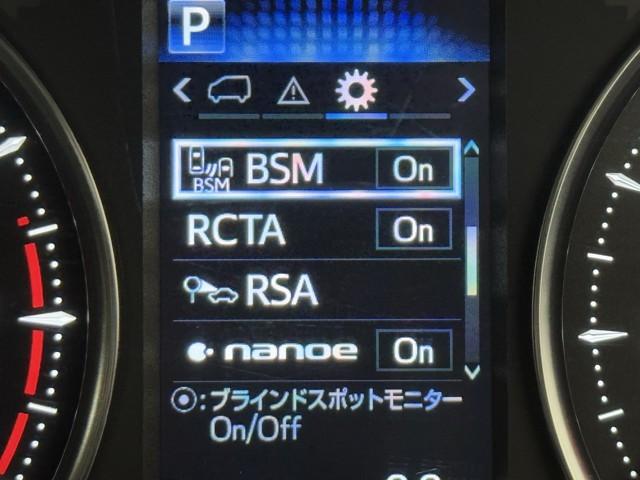 P
BSM BSM On
RCTA On
RSA
nanoe On
⦿:ブラインドスポットモニター
On/Off